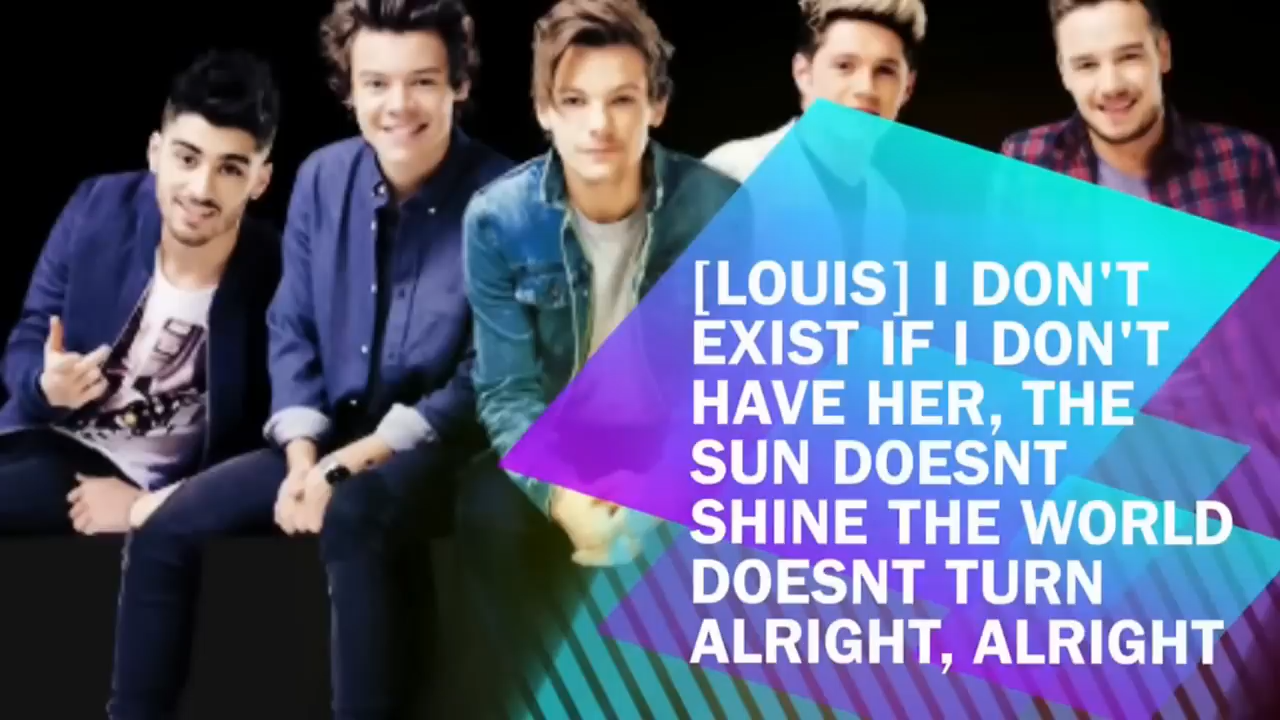 [LOUIS] I DON'T
EXIST IF I DON'T
HAVE HER, THE
SUN DOESNT
SHINE THE WORLD
DOESNT TURN
ALRIGHT, ALRIGHT